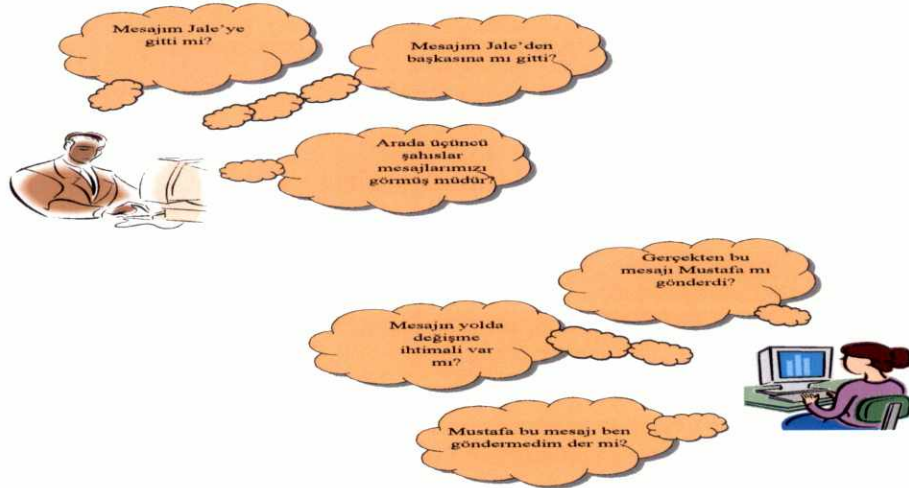 Mesajım Jale'ye
gitti mi?
Mesajım Jale'den
başkasına mı gitti?
Arada üçüncü
şahıslar
mesajlarımızı
görmüş müdür?
Gerçekten bu
mesajı Mustafa mı
gönderdi?
Mesajın yolda
değişme
ihtimali var
mı?
Mustafa bu mesajı ben
göndermedim der mi?